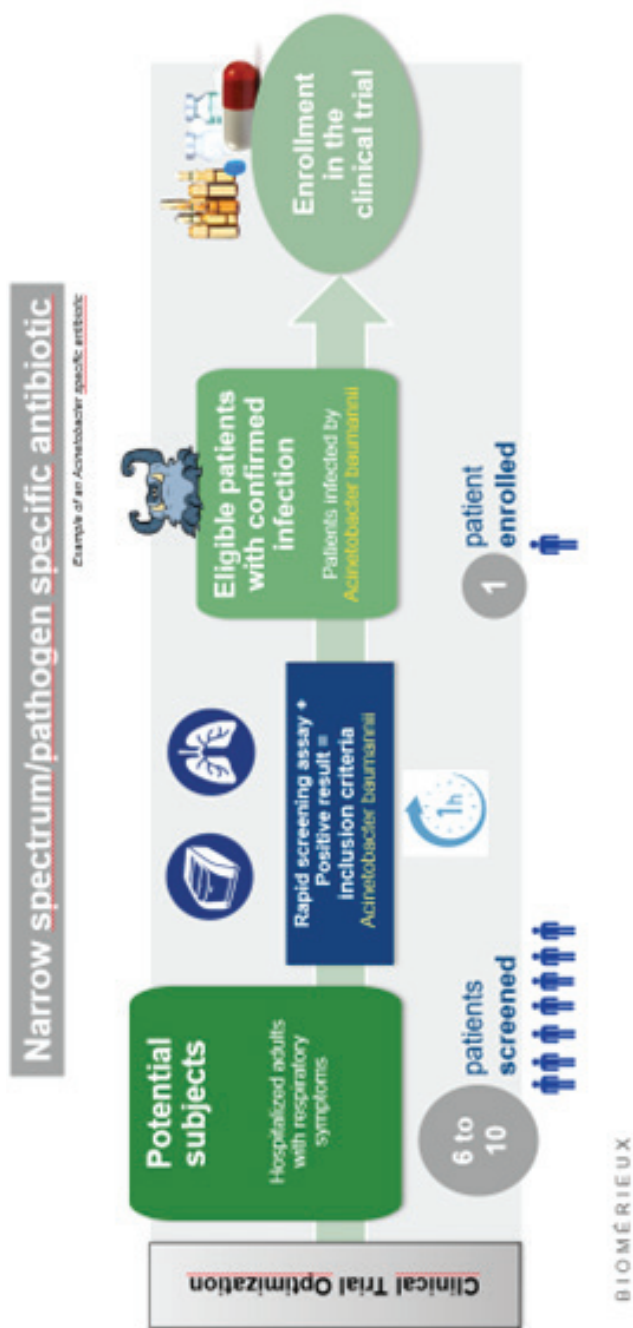 Narrow spectrum/pathogen specific antibiotic
Example of an Acinetobacter specific antibiotic
Clinical Trial Optimization
Potential
subjects
Hospitalized adults
with respiratory
symptoms
6 to
10
patients
screened
Rapid screening assay +
Positive result =
inclusion criteria
Acinetobacter baumannii
1h
Eligible patients
with confirmed
infection
Patients infected by
Acinetobacter baumannii
1
patient
enrolled
Enrollment
in the
clinical trial
BIOMÉRIEUX